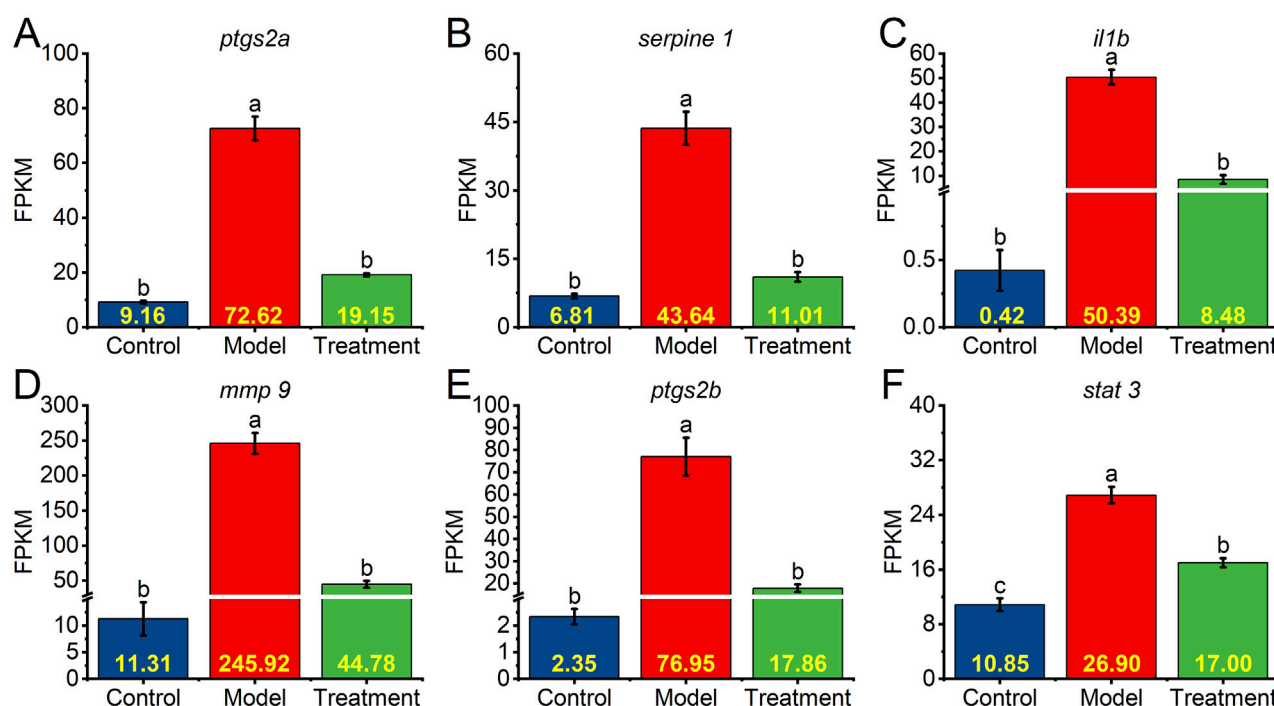 A
ptgs2a
100
80
60
40
20
0
FPKM
a
b
b
9.16 72.62 19.15
Control Model Treatment
B
serpine 1
60
45
30
15
0
FPKM
a
b
b
6.81 43.64 11.01
Control Model Treatment
C
il1b
60
50
40
30
20
10
0.5
0.0
FPKM
a
b
b
0.42 50.39 8.48
Control Model Treatment
D
mmp 9
300
250
200
150
100
50
10
5
0
FPKM
a
b
b
11.31 245.92 44.78
Control Model Treatment
E
ptgs2b
100
90
80
70
60
50
40
30
20
2
1
0
FPKM
a
b
b
2.35 76.95 17.86
Control Model Treatment
F
stat 3
40
32
24
16
8
0
FPKM
a
b
c
10.85 26.90 17.00
Control Model Treatment